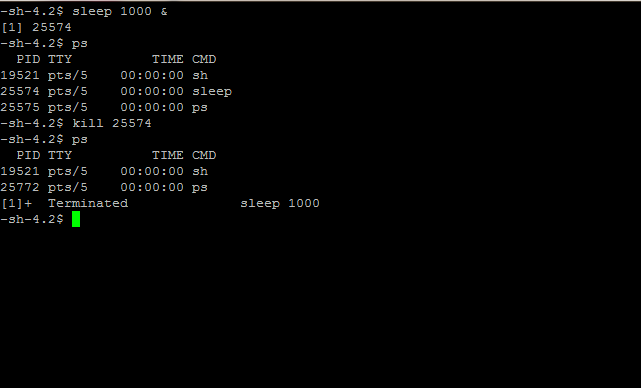 -sh-4.2$ sleep 1000 &
[1] 25574
-sh-4.2$ ps
  PID TTY          TIME CMD
19521 pts/5    00:00:00 sh
25574 pts/5    00:00:00 sleep
25575 pts/5    00:00:00 ps
-sh-4.2$ kill 25574
-sh-4.2$ ps
  PID TTY          TIME CMD
19521 pts/5    00:00:00 sh
25772 pts/5    00:00:00 ps
[1]+  Terminated              sleep 1000
-sh-4.2$